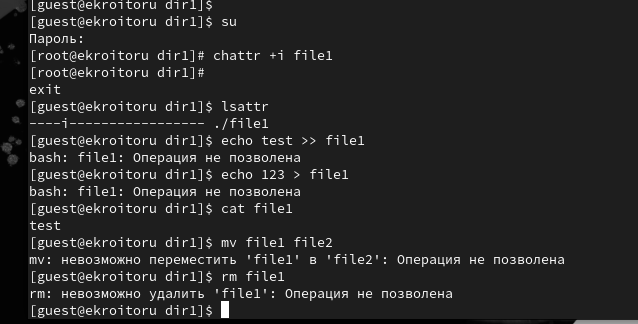 [guest@ekroitoru dir1]$
[guest@ekroitoru dir1]$ su
Пароль:
[root@ekroitoru dir1]# chattr +i file1
[root@ekroitoru dir1]#
exit
[guest@ekroitoru dir1]$ lsattr
----i----------------- ./file1
[guest@ekroitoru dir1]$ echo test >> file1
bash: file1: Операция не позволена
[guest@ekroitoru dir1]$ echo 123 > file1
bash: file1: Операция не позволена
[guest@ekroitoru dir1]$ cat file1
test
[guest@ekroitoru dir1]$ mv file1 file2
mv: невозможно переместить 'file1' в 'file2': Операция не позволена
[guest@ekroitoru dir1]$ rm file1
rm: невозможно удалить 'file1': Операция не позволена
[guest@ekroitoru dir1]$